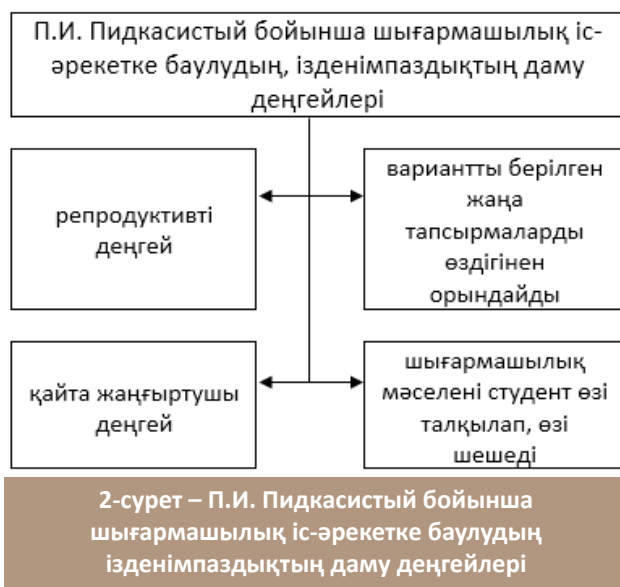 П.И. Пидкасистый бойынша шығармашылық іс-
әрекетке баулудың, ізденімпаздықтың даму
деңгейлері
репродуктивті
деңгей
вариантты берілген
жаңа
тапсырмаларды
өздігінен
орындайды
қайта жаңғыртушы
деңгей
шығармашылық
мәселені студент өзі
талқылап, өзі
шешеді
2-сурет – П.И. Пидкасистый бойынша
шығармашылық іс-әрекетке баулудың
ізденімпаздықтың даму деңгейлері